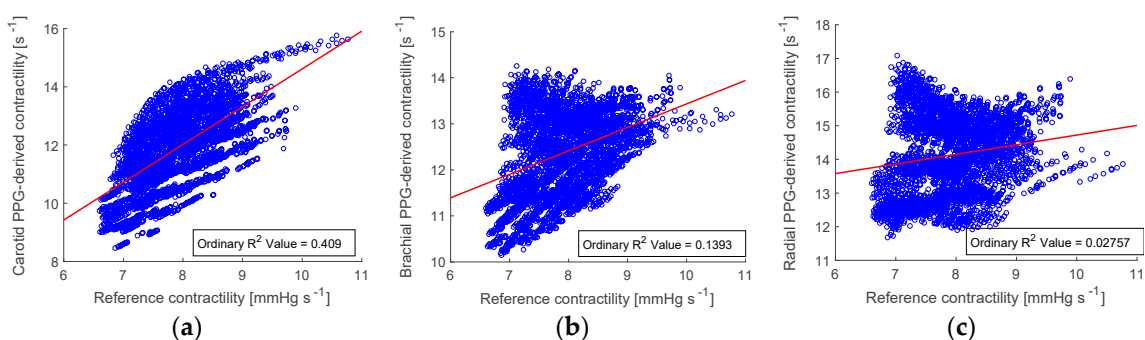 Carotid PPG-derived contractility [s⁻¹]
16
14
12
10
8
6 7 8 9 10 11
Ordinary R² Value = 0.409
Reference contractility [mmHg s⁻¹]
(a)
Brachial PPG-derived contractility [s⁻¹]
15
14
13
12
11
10
6 7 8 9 10 11
Ordinary R² Value = 0.1393
Reference contractility [mmHg s⁻¹]
(b)
Radial PPG-derived contractility [s⁻¹]
18
17
16
15
14
13
12
11
6 7 8 9 10 11
Ordinary R² Value = 0.02757
Reference contractility [mmHg s⁻¹]
(c)